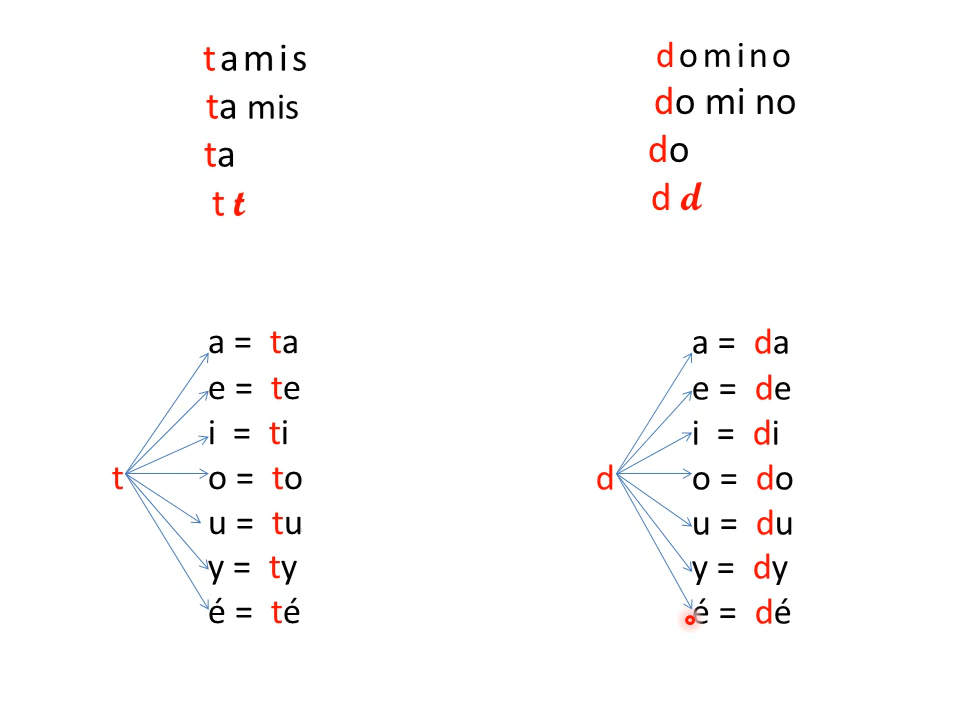 tamis
ta mis
ta
t t
a = ta
e = te
i = ti
t
o = to
u = tu
y = ty
é = té
domino
do mi no
do
d d
a = da
e = de
i = di
d
o = do
u = du
y = dy
é = dé